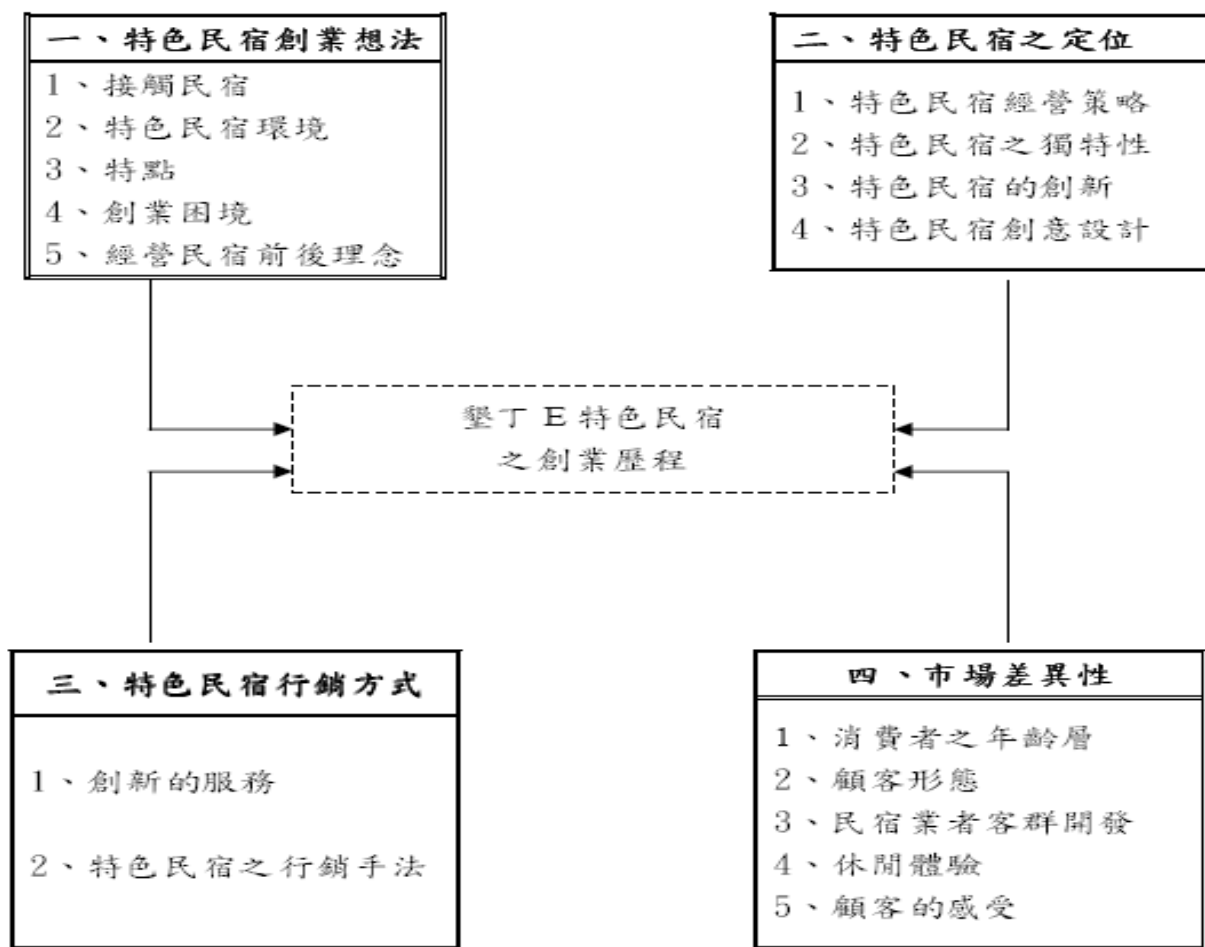 一、特色民宿創業想法
1、接觸民宿
2、特色民宿環境
3、特點
4、創業困境
5、經營民宿前後理念
二、特色民宿之定位
1、特色民宿經營策略
2、特色民宿之獨特性
3、特色民宿的創新
4、特色民宿創意設計
墾丁E特色民宿
之創業歷程
三、特色民宿行銷方式
1、創新的服務
2、特色民宿之行銷手法
四、市場差異性
1、消費者之年齡層
2、顧客形態
3、民宿業者客群開發
4、休閒體驗
5、顧客的感受